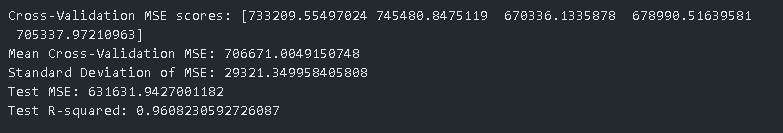 Cross-Validation MSE scores: [733209.55497024 745480.8475119  670336.1335878  678990.51639581
 705337.97210963]
Mean Cross-Validation MSE: 706671.0049150748
Standard Deviation of MSE: 29321.349958405808
Test MSE: 631631.9427001182
Test R-squared: 0.9608230592726087